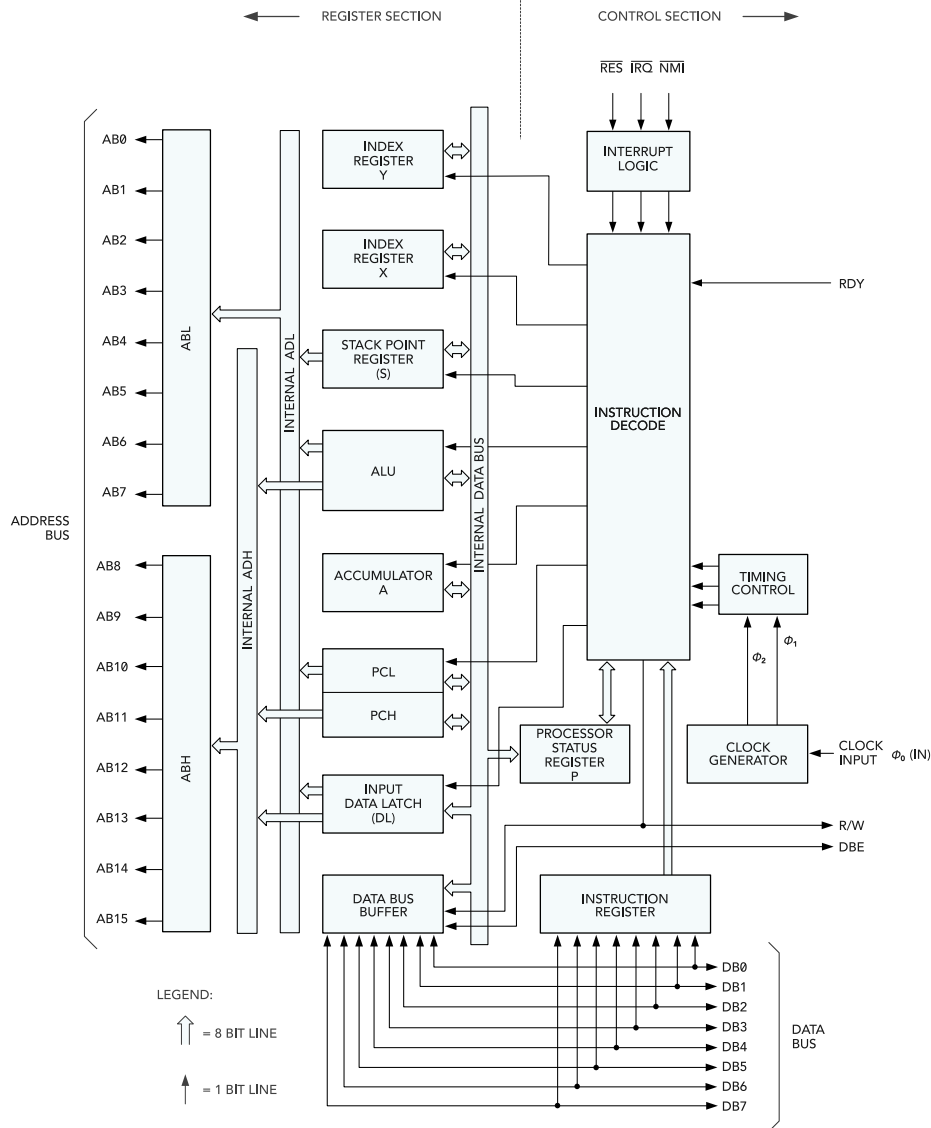 REGISTER SECTION
CONTROL SECTION
RES IRQ NMI
AB0
AB1
AB2
AB3
AB4
AB5
AB6
AB7
ADDRESS
BUS
AB8
AB9
AB10
AB11
AB12
AB13
AB14
AB15
ABL
ABH
INTERNAL ADL
INTERNAL ADH
INDEX
REGISTER
Y
INDEX
REGISTER
X
STACK POINT
REGISTER
(S)
ALU
ACCUMULATOR
A
PCL
PCH
INPUT
DATA LATCH
(DL)
DATA BUS
BUFFER
INTERNAL DATA BUS
INTERRUPT
LOGIC
INSTRUCTION
DECODE
RDY
TIMING
CONTROL
Φ2
Φ1
PROCESSOR
STATUS
REGISTER
P
CLOCK
GENERATOR
CLOCK
INPUT
Φ0 (IN)
R/W
DBE
INSTRUCTION
REGISTER
DB0
DB1
DB2
DB3
DB4
DB5
DB6
DB7
DATA
BUS
LEGEND:
= 8 BIT LINE
= 1 BIT LINE